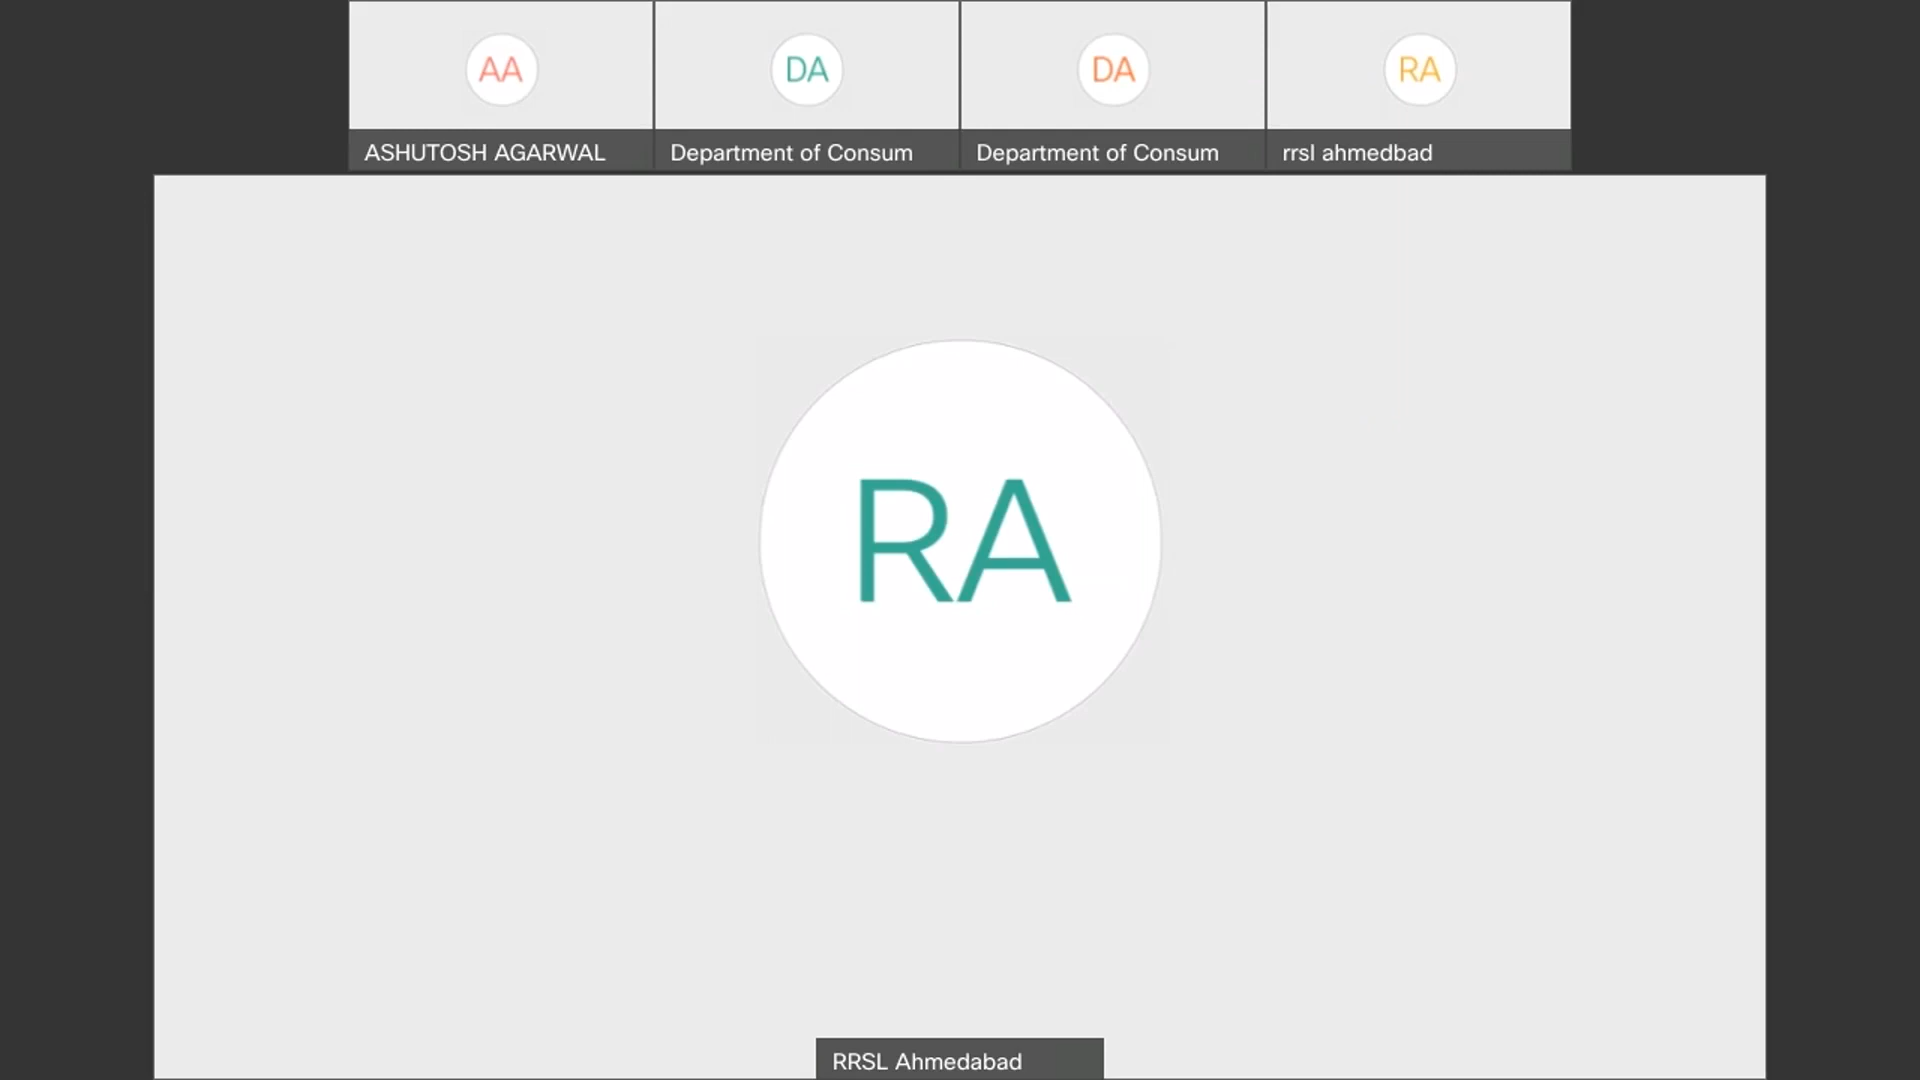 AA
DA
DA
RA
ASHUTOSH AGARWAL
Department of Consum
Department of Consum
rrsl ahmedbad
RA
RRSL Ahmedabad